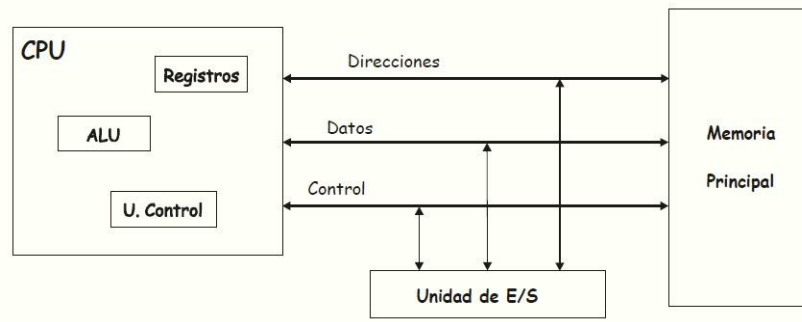 CPU
Registros
ALU
U. Control
Direcciones
Datos
Control
Memoria
Principal
Unidad de E/S